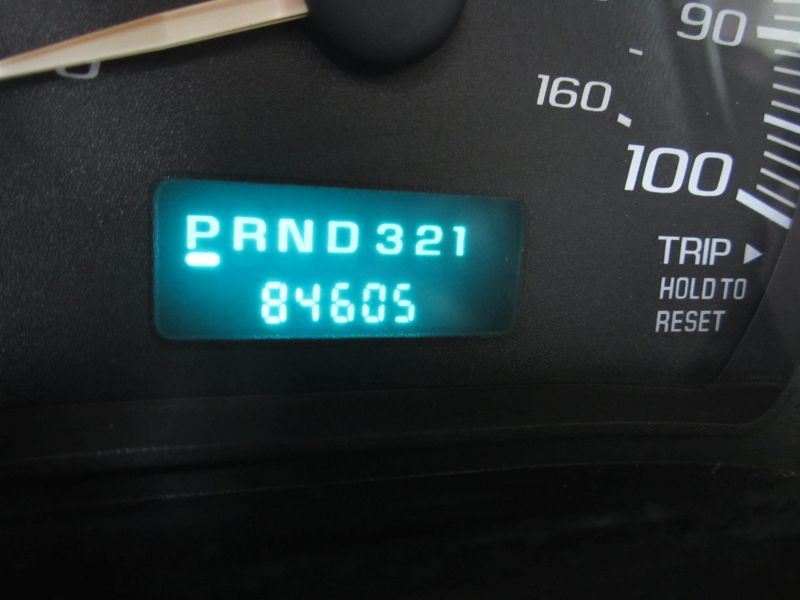 90
160
100
PRND321
84605
TRIP
HOLD TO
RESET